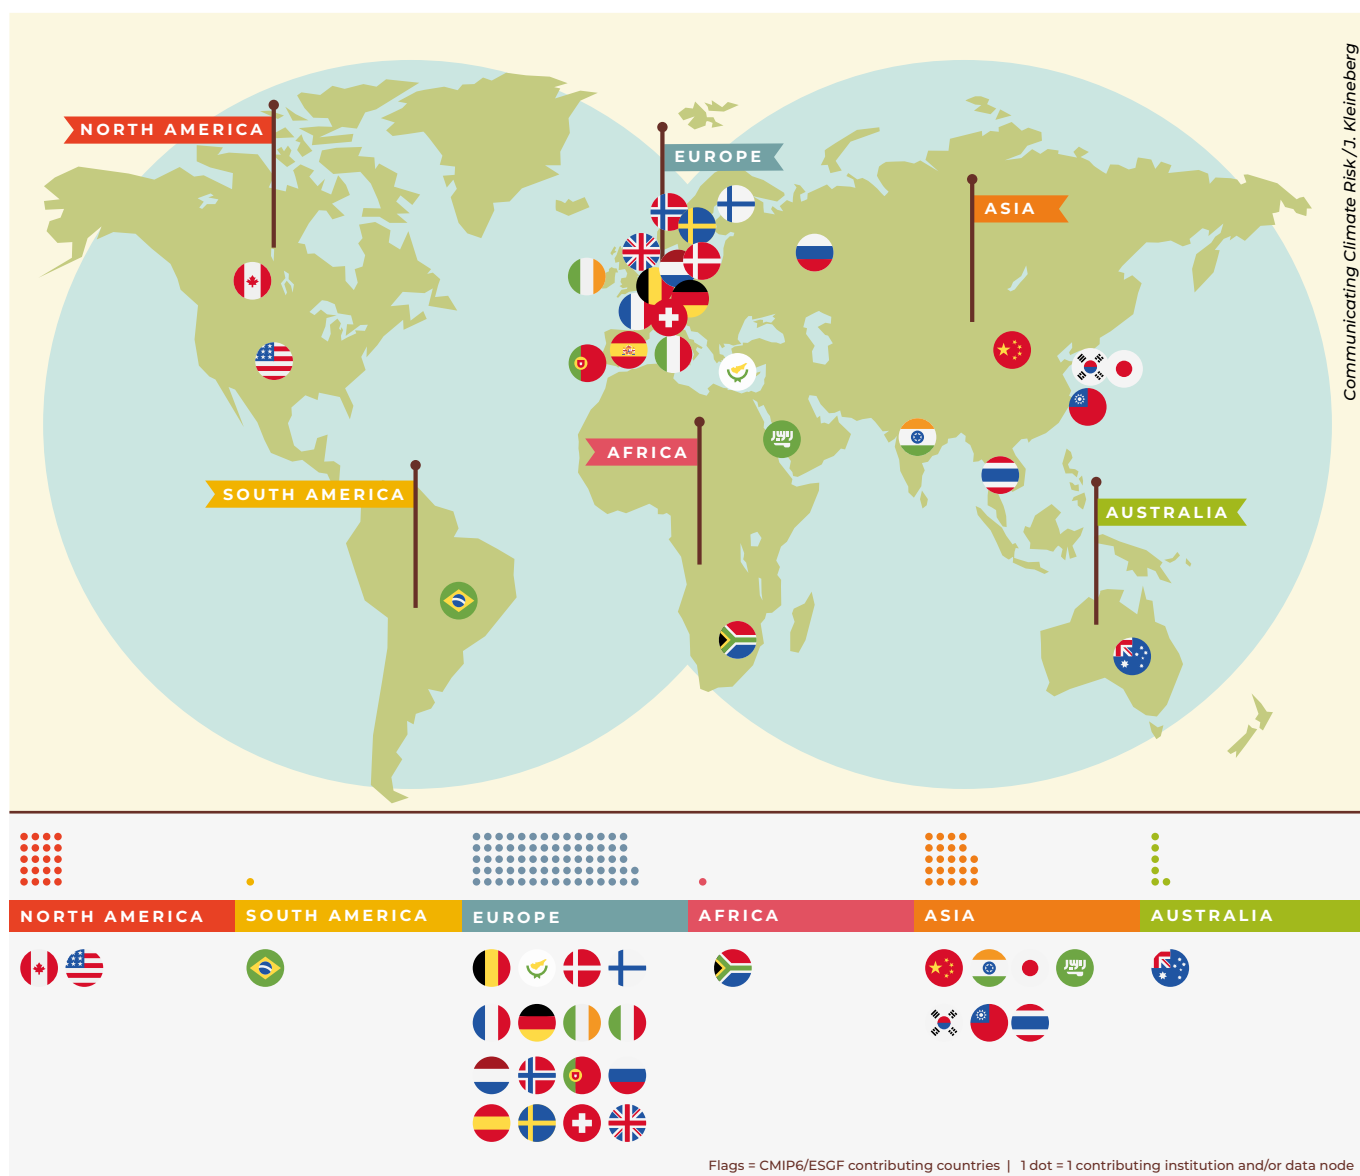 NORTH AMERICA
EUROPE
ASIA
AFRICA
SOUTH AMERICA
AUSTRALIA
Communicating Climate Risk / J. Kleineberg
NORTH AMERICA
SOUTH AMERICA
EUROPE
AFRICA
ASIA
AUSTRALIA
Flags = CMIP6/ESGF contributing countries | 1 dot = 1 contributing institution and/or data node